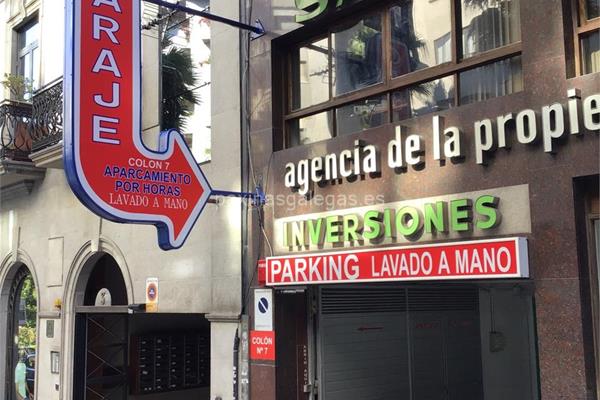 ARAJE
COLON 7
APARCAMIENTO
POR HORAS
LAVADO A MANO
agencia de la propie
INVERSIONES
PARKING LAVADO A MANO
COLÓN
Nº 7